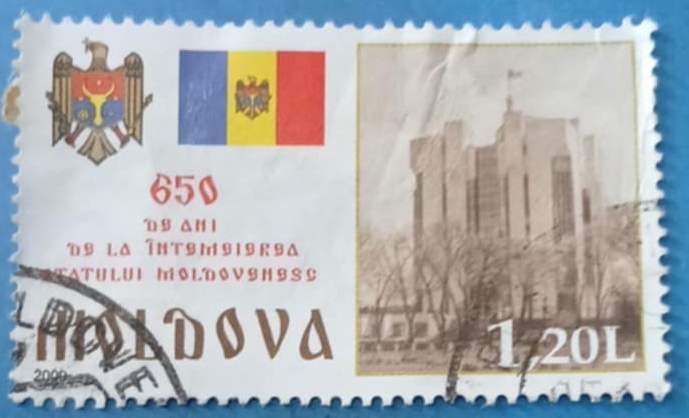 650
DE ANI
DE LA ÎNTEMEIEREA
STATULUI MOLDOVENESC
MOLDOVA
1,20L
2009